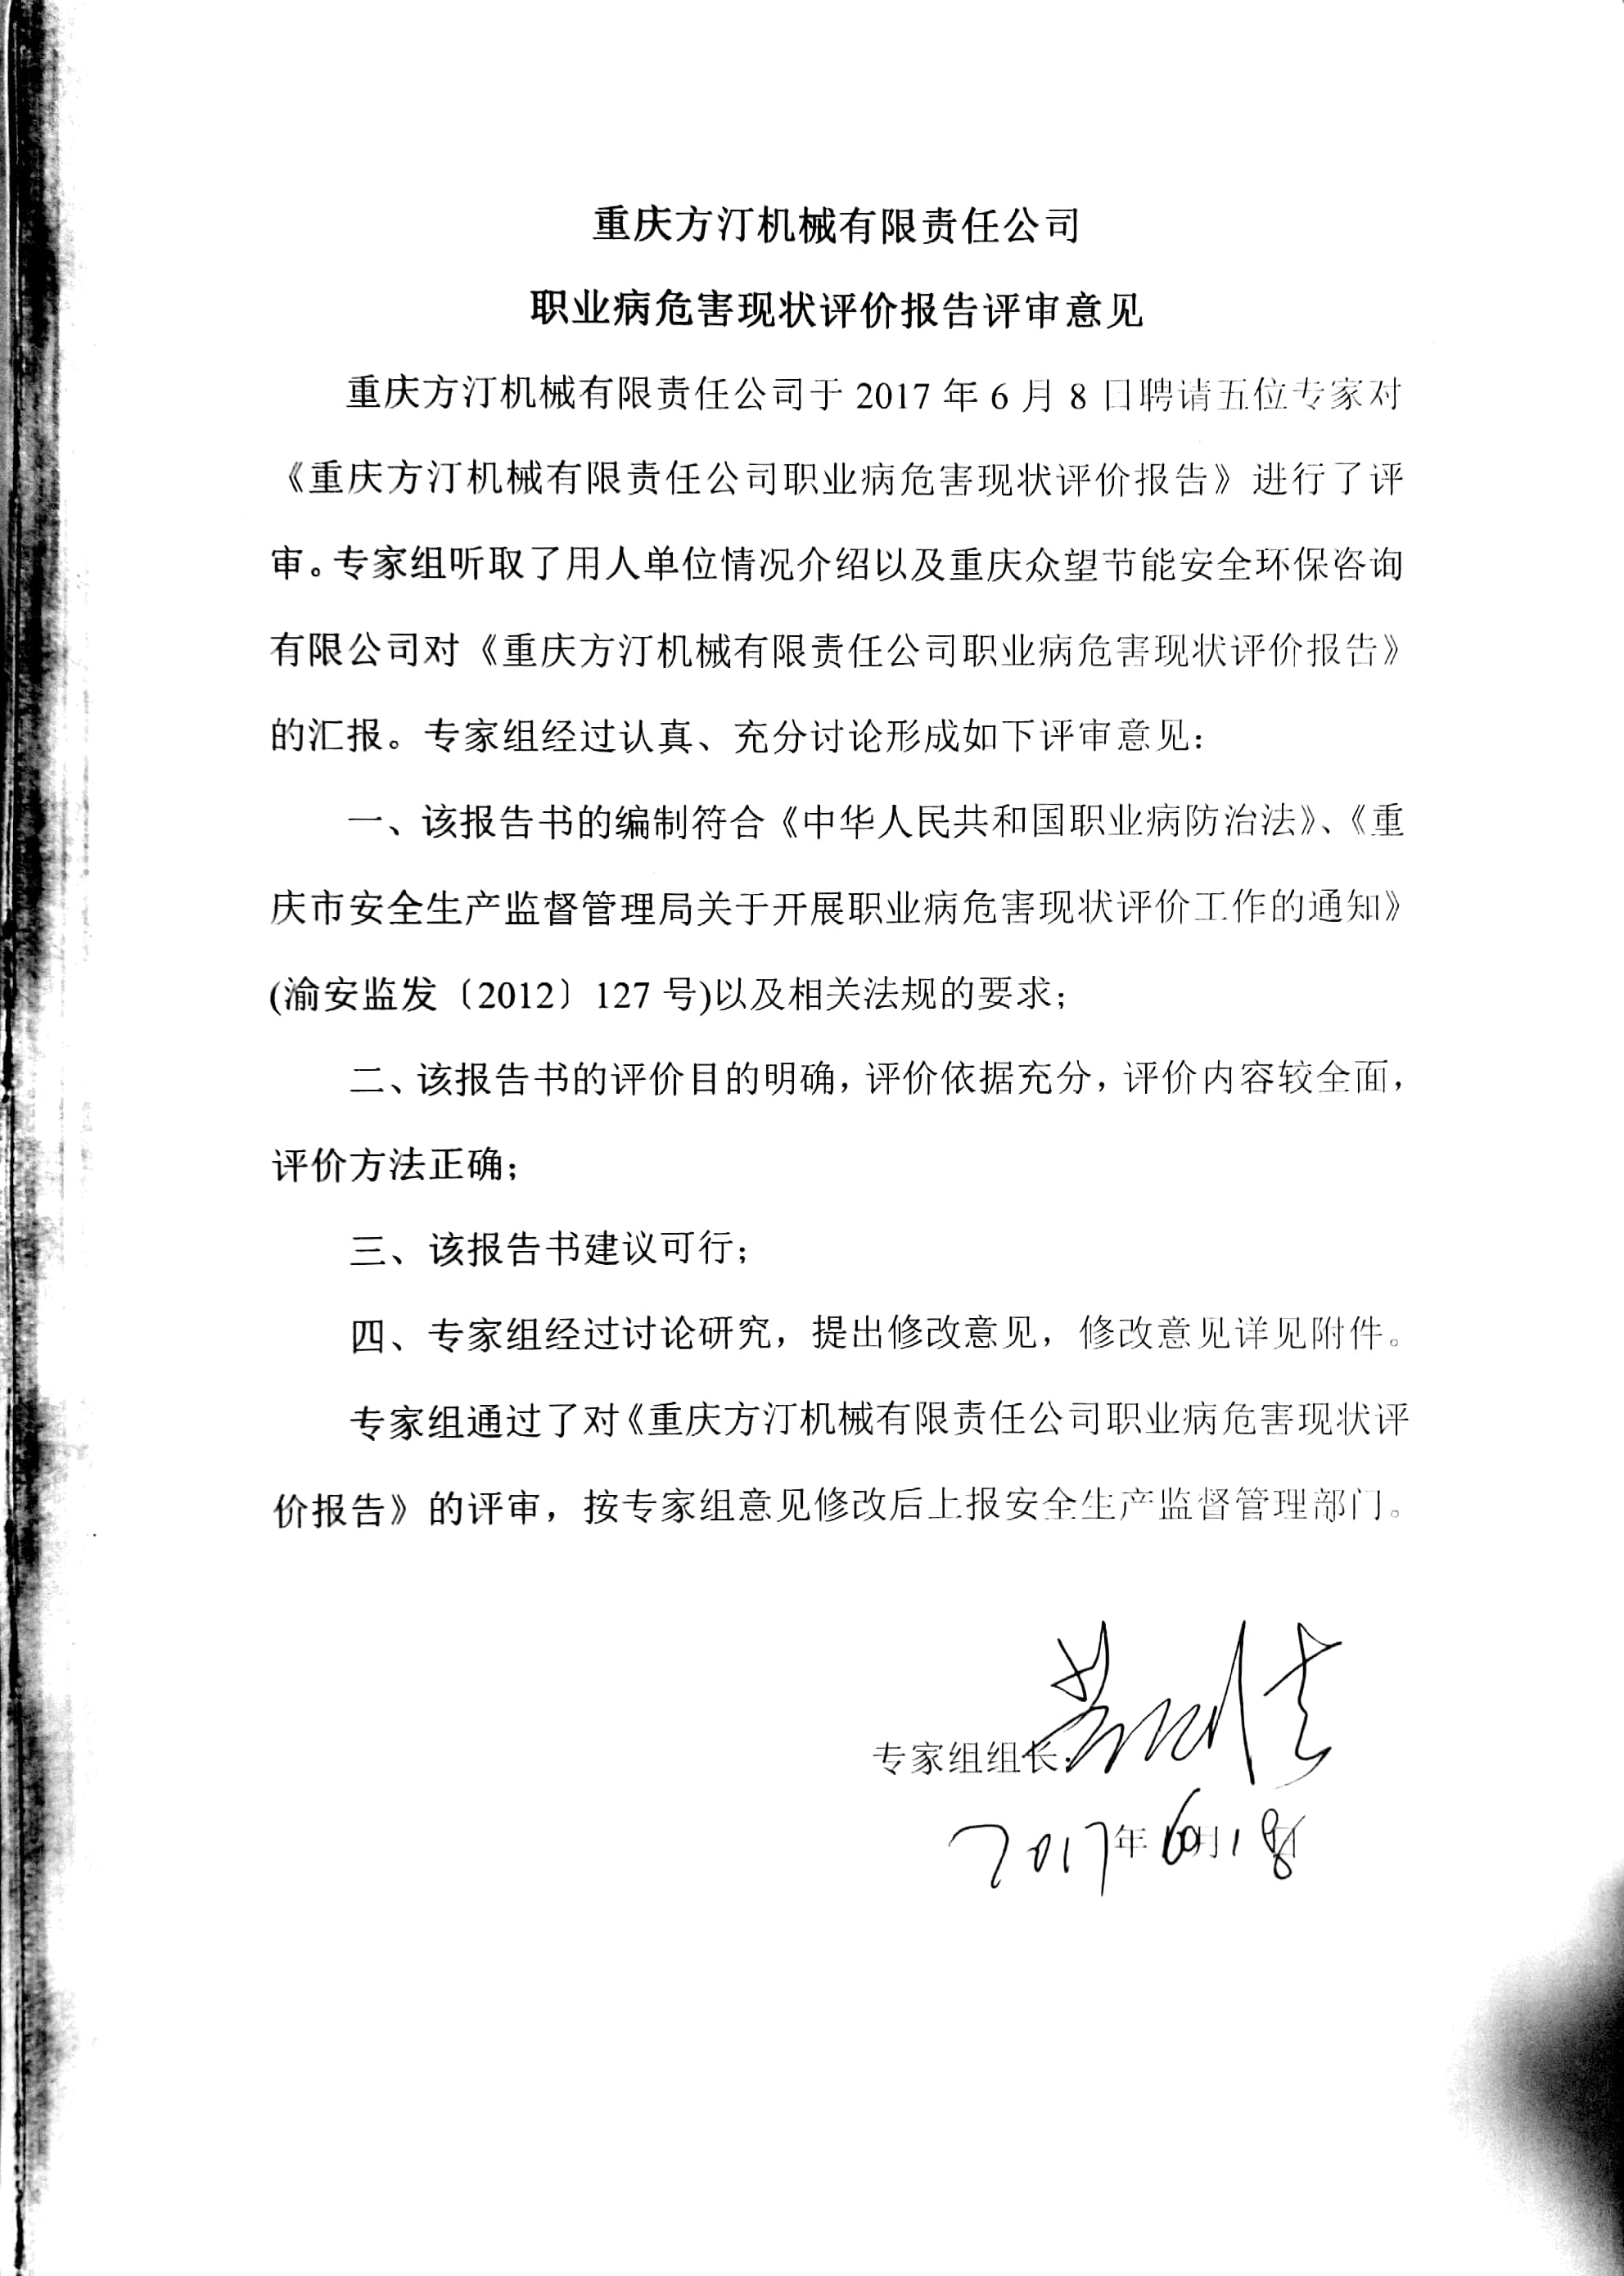 重庆方汀机械有限责任公司
职业病危害现状评价报告评审意见
重庆方汀机械有限责任公司于 2017 年 6 月 8 日聘请五位专家对
《重庆方汀机械有限责任公司职业病危害现状评价报告》进行了评
审。专家组听取了用人单位情况介绍以及重庆众望节能安全环保咨询
有限公司对《重庆方汀机械有限责任公司职业病危害现状评价报告》
的汇报。专家组经过认真、充分讨论形成如下评审意见：
一、该报告书的编制符合《中华人民共和国职业病防治法》、《重
庆市安全生产监督管理局关于开展职业病危害现状评价工作的通知》
(渝安监发〔2012〕127 号)以及相关法规的要求；
二、该报告书的评价目的明确，评价依据充分，评价内容较全面，
评价方法正确；
三、该报告书建议可行；
四、专家组经过讨论研究，提出修改意见，修改意见详见附件。
专家组通过了对《重庆方汀机械有限责任公司职业病危害现状评
价报告》的评审，按专家组意见修改后上报安全生产监督管理部门。
专家组组长：
2017年6月18日